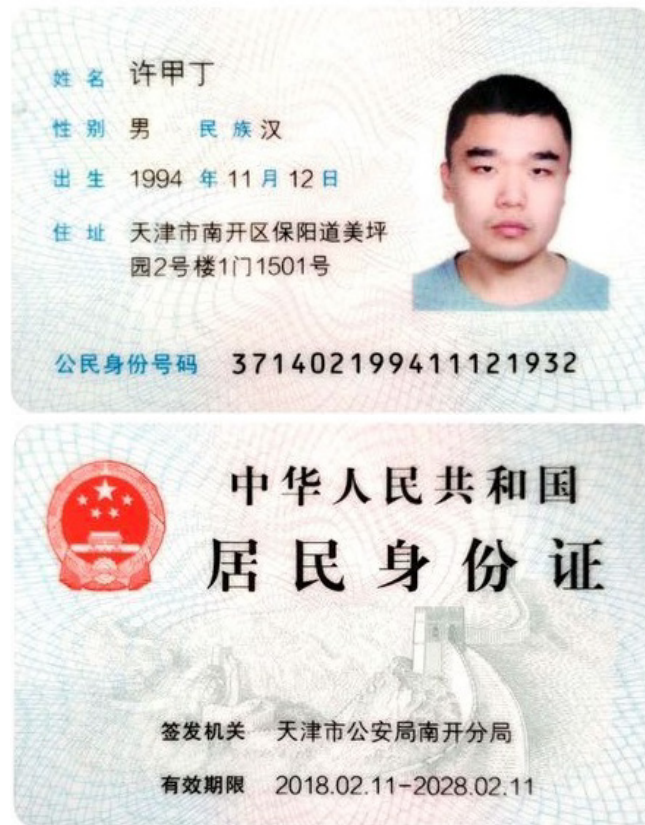 姓名 许甲丁
性别 男 民族 汉
出生 1994 年 11 月 12 日
住址 天津市南开区保阳道美坪
园2号楼1门1501号
公民身份号码 371402199411121932
中华人民共和国
居民身份证
签发机关 天津市公安局南开分局
有效期限 2018.02.11-2028.02.11